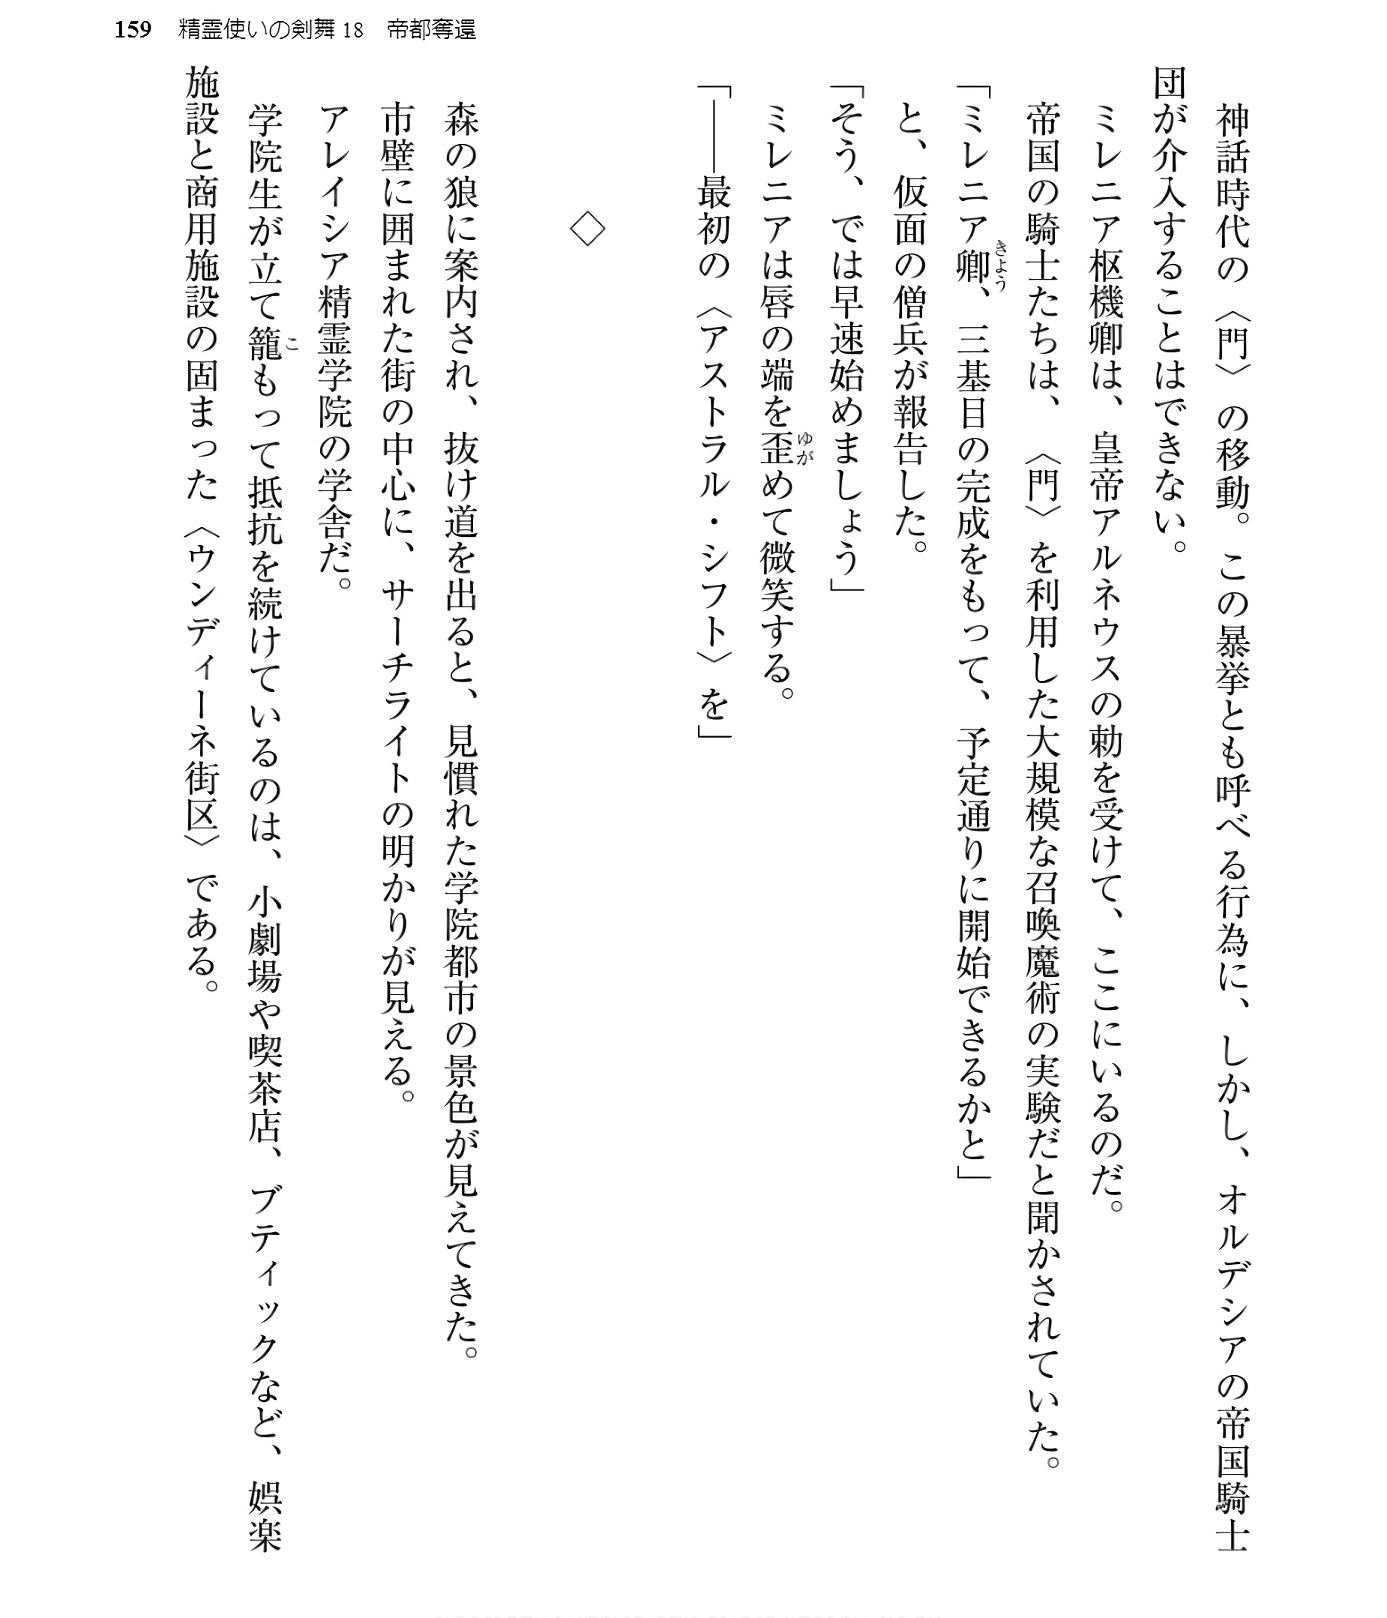 159　精霊使いの剣舞18　帝都奪還
神話時代の〈門〉の移動。この暴挙とも呼べる行為に、しかし、オルデシアの帝国騎士
団が介入することはできない。
ミレニア枢機卿は、皇帝アルネウスの勅を受けて、ここにいるのだ。
帝国の騎士たちは、〈門〉を利用した大規模な召喚魔術の実験だと聞かされていた。
「ミレニア卿、三基目の完成をもって、予定通りに開始できるかと」
きょう
と、仮面の僧兵が報告した。
「そう、では早速始めましょう」
ミレニアは唇の端を歪めて微笑する。
ゆが
「――最初の〈アストラル・シフト〉を」
◇
森の狼に案内され、抜け道を出ると、見慣れた学院都市の景色が見えてきた。
市壁に囲まれた街の中心に、サーチライトの明かりが見える。
アレイシア精霊学院の学舎だ。
学院生が立て籠もって抵抗を続けているのは、小劇場や喫茶店、ブティックなど、娯楽
こ
施設と商用施設の固まった〈ウンディーネ街区〉である。